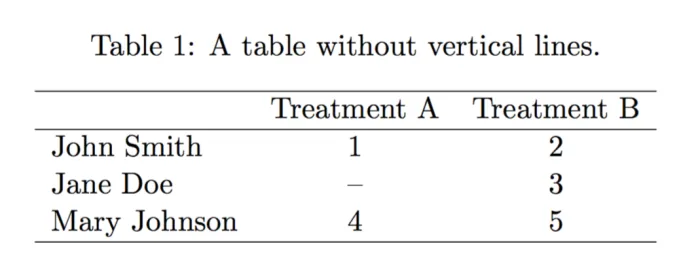 Table 1: A table without vertical lines.
Treatment A Treatment B
John Smith 1 2
Jane Doe – 3
Mary Johnson 4 5